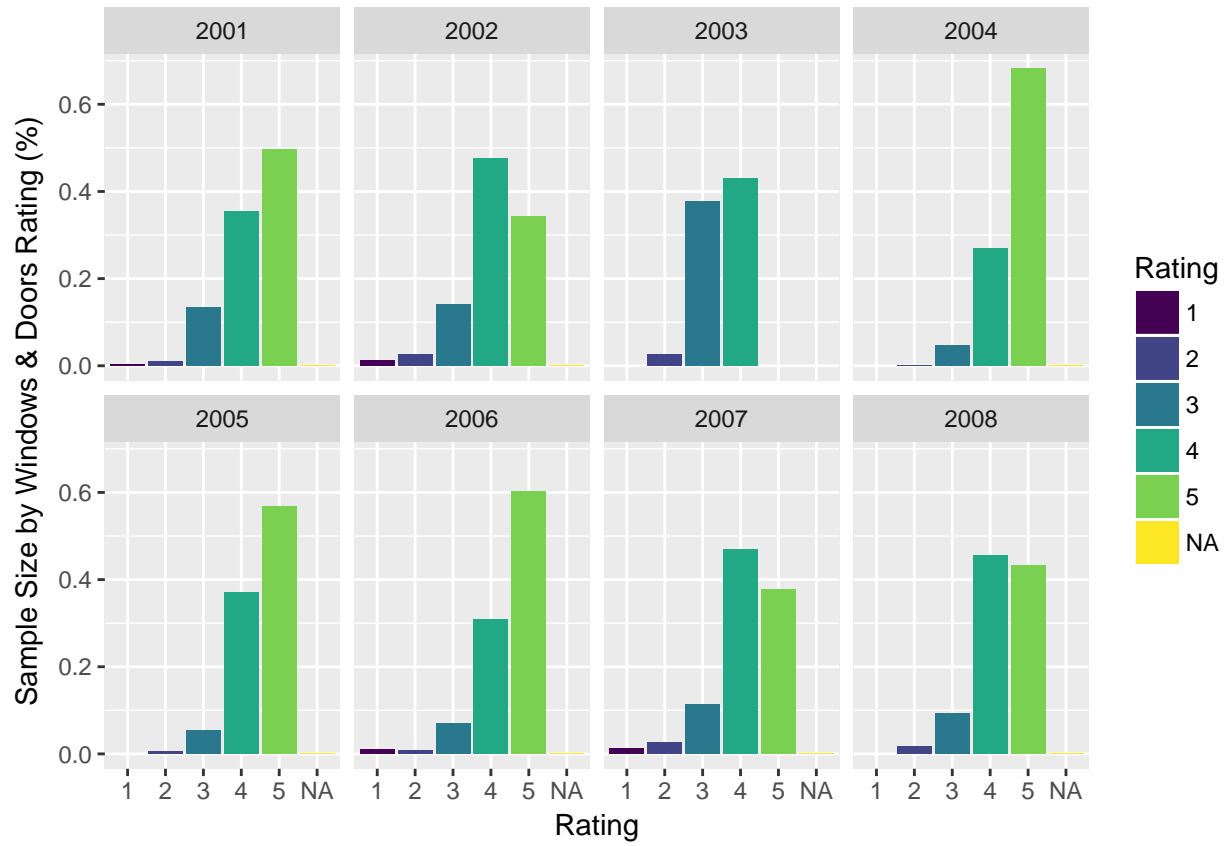 2001 2002 2003 2004
0.6
0.4
0.2
0.0
2005 2006 2007 2008
0.6
0.4
0.2
0.0
1 2 3 4 5 NA 1 2 3 4 5 NA 1 2 3 4 5 NA 1 2 3 4 5 NA
Rating
Sample Size by Windows & Doors Rating (%)
Rating
1
2
3
4
5
NA